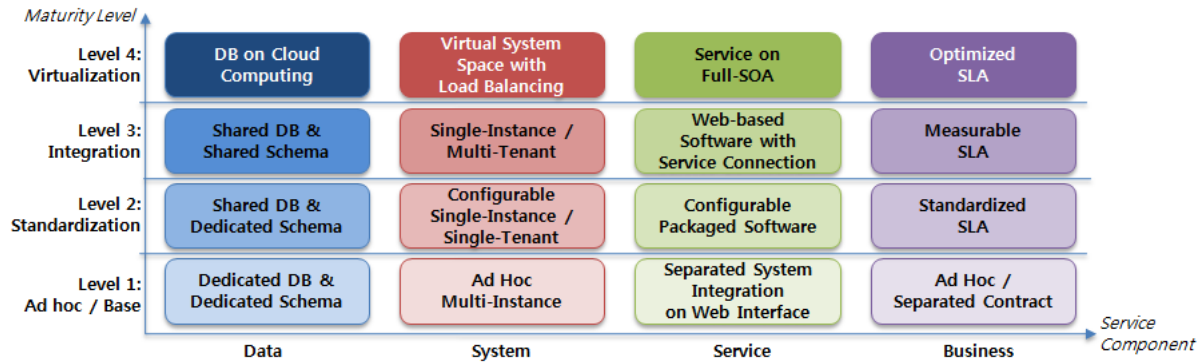 Maturity Level
Level 4:
Virtualization
DB on Cloud
Computing
Virtual System
Space with
Load Balancing
Service on
Full-SOA
Optimized
SLA
Level 3:
Integration
Shared DB &
Shared Schema
Single-Instance /
Multi-Tenant
Web-based
Software with
Service Connection
Measurable
SLA
Level 2:
Standardization
Shared DB &
Dedicated Schema
Configurable
Single-Instance /
Single-Tenant
Configurable
Packaged Software
Standardized
SLA
Level 1:
Ad hoc / Base
Dedicated DB &
Dedicated Schema
Ad Hoc
Multi-Instance
Separated System
Integration
on Web Interface
Ad Hoc /
Separated Contract
Data
System
Service
Business
Service
Component